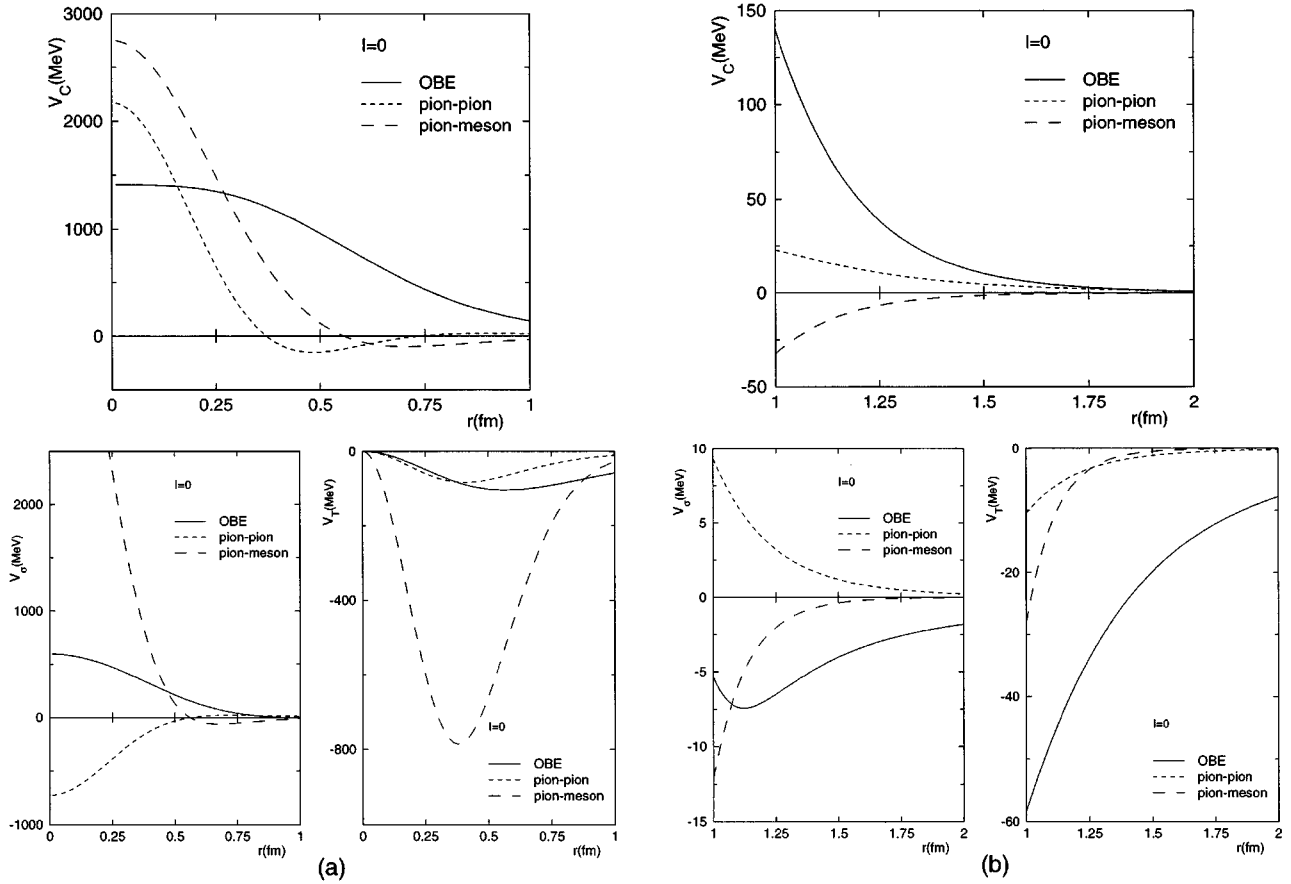 3000
2000
1000
0
V_C(MeV)
I=0
OBE
pion-pion
pion-meson
0
0.25
0.5
0.75
1
r(fm)
150
100
50
0
-50
V_C(MeV)
I=0
OBE
pion-pion
pion-meson
1
1.25
1.5
1.75
2
r(fm)
2000
1000
0
-1000
V_σ(MeV)
I=0
OBE
pion-pion
pion-meson
0
0.25
0.5
0.75
1
r(fm)
0
-400
-800
V_T(MeV)
I=0
OBE
pion-pion
pion-meson
0
0.25
0.5
0.75
1
r(fm)
(a)
10
5
0
-5
-10
-15
V_σ(MeV)
I=0
OBE
pion-pion
pion-meson
1
1.25
1.5
1.75
2
r(fm)
0
-20
-40
-60
V_T(MeV)
I=0
OBE
pion-pion
pion-meson
1
1.25
1.5
1.75
2
r(fm)
(b)